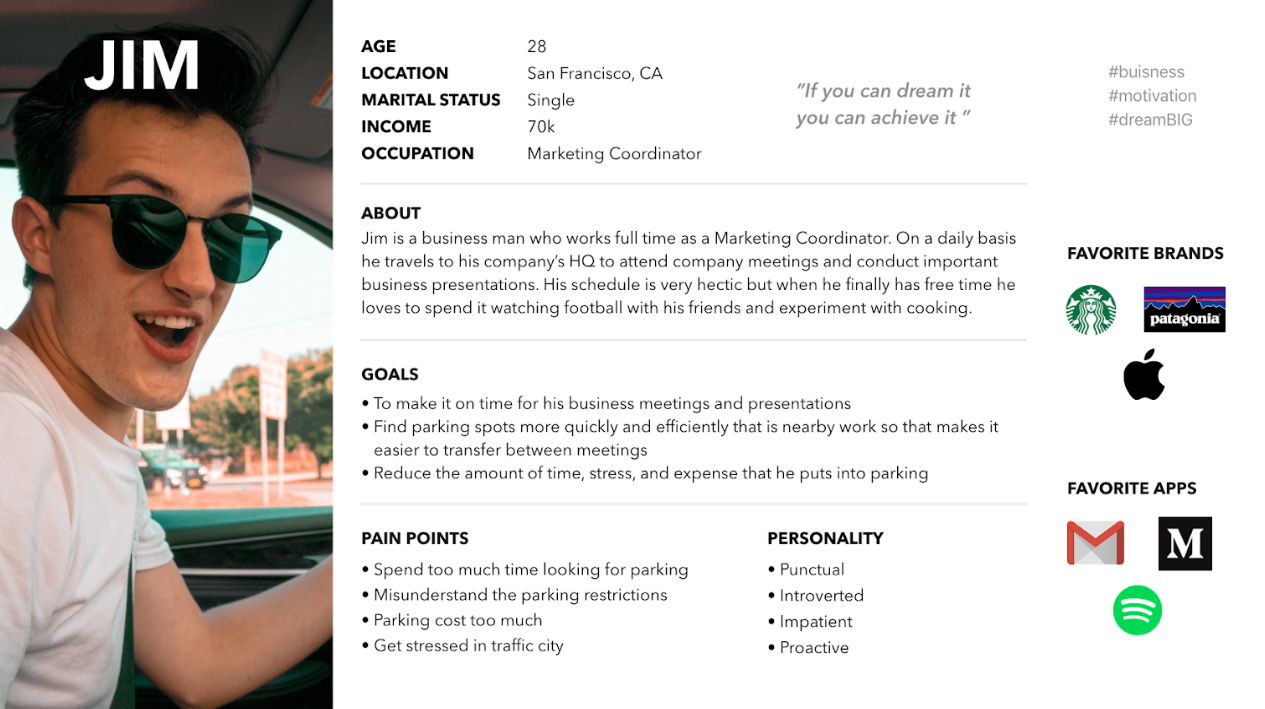 JIM
AGE 28
LOCATION San Francisco, CA
MARITAL STATUS Single
INCOME 70k
OCCUPATION Marketing Coordinator
“If you can dream it
you can achieve it ”
#buisness
#motivation
#dreamBIG
ABOUT
Jim is a business man who works full time as a Marketing Coordinator. On a daily basis
he travels to his company’s HQ to attend company meetings and conduct important
business presentations. His schedule is very hectic but when he finally has free time he
loves to spend it watching football with his friends and experiment with cooking.
GOALS
• To make it on time for his business meetings and presentations
• Find parking spots more quickly and efficiently that is nearby work so that makes it
easier to transfer between meetings
• Reduce the amount of time, stress, and expense that he puts into parking
PAIN POINTS
• Spend too much time looking for parking
• Misunderstand the parking restrictions
• Parking cost too much
• Get stressed in traffic city
PERSONALITY
• Punctual
• Introverted
• Impatient
• Proactive
FAVORITE BRANDS
patagonia
FAVORITE APPS
M